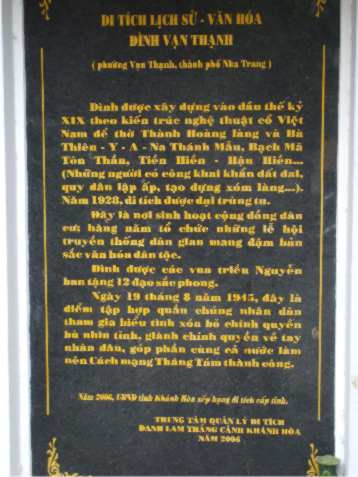 DI TÍCH LỊCH SỬ - VĂN HÓA
ĐÌNH VẠN THẠNH
( phường Vạn Thạnh, thành phố Nha Trang )
Đình được xây dựng vào đầu thế kỷ
XIX theo kiến trúc nghệ thuật cổ Việt
Nam để thờ Thành Hoàng làng và Bà
Thiên - Y - A - Na Thánh Mẫu, Bạch Mã
Tôn Thần, Tiền Hiền - Hậu Hiền...
(Những người có công khai khẩn đất đai,
quy dân lập ấp, tạo dựng xóm làng...).
Năm 1928, di tích được đại trùng tu.
Đây là nơi sinh hoạt cộng đồng dân
cư; hàng năm tổ chức những lễ hội
truyền thống dân gian mang đậm bản
sắc văn hóa dân tộc.
Đình được các vua triều Nguyễn
ban tặng 12 đạo sắc phong.
Ngày 19 tháng 8 năm 1945, đây là
điểm tập hợp quần chúng nhân dân
tham gia biểu tình xóa bỏ chính quyền
bù nhìn tỉnh, giành chính quyền về tay
nhân dân, góp phần cùng cả nước làm
nên Cách mạng Tháng Tám thành công.
Năm 2006, UBND tỉnh Khánh Hòa xếp hạng di tích cấp tỉnh.
TRUNG TÂM QUẢN LÝ DI TÍCH
DANH LAM THẮNG CẢNH KHÁNH HÒA
NĂM 2006